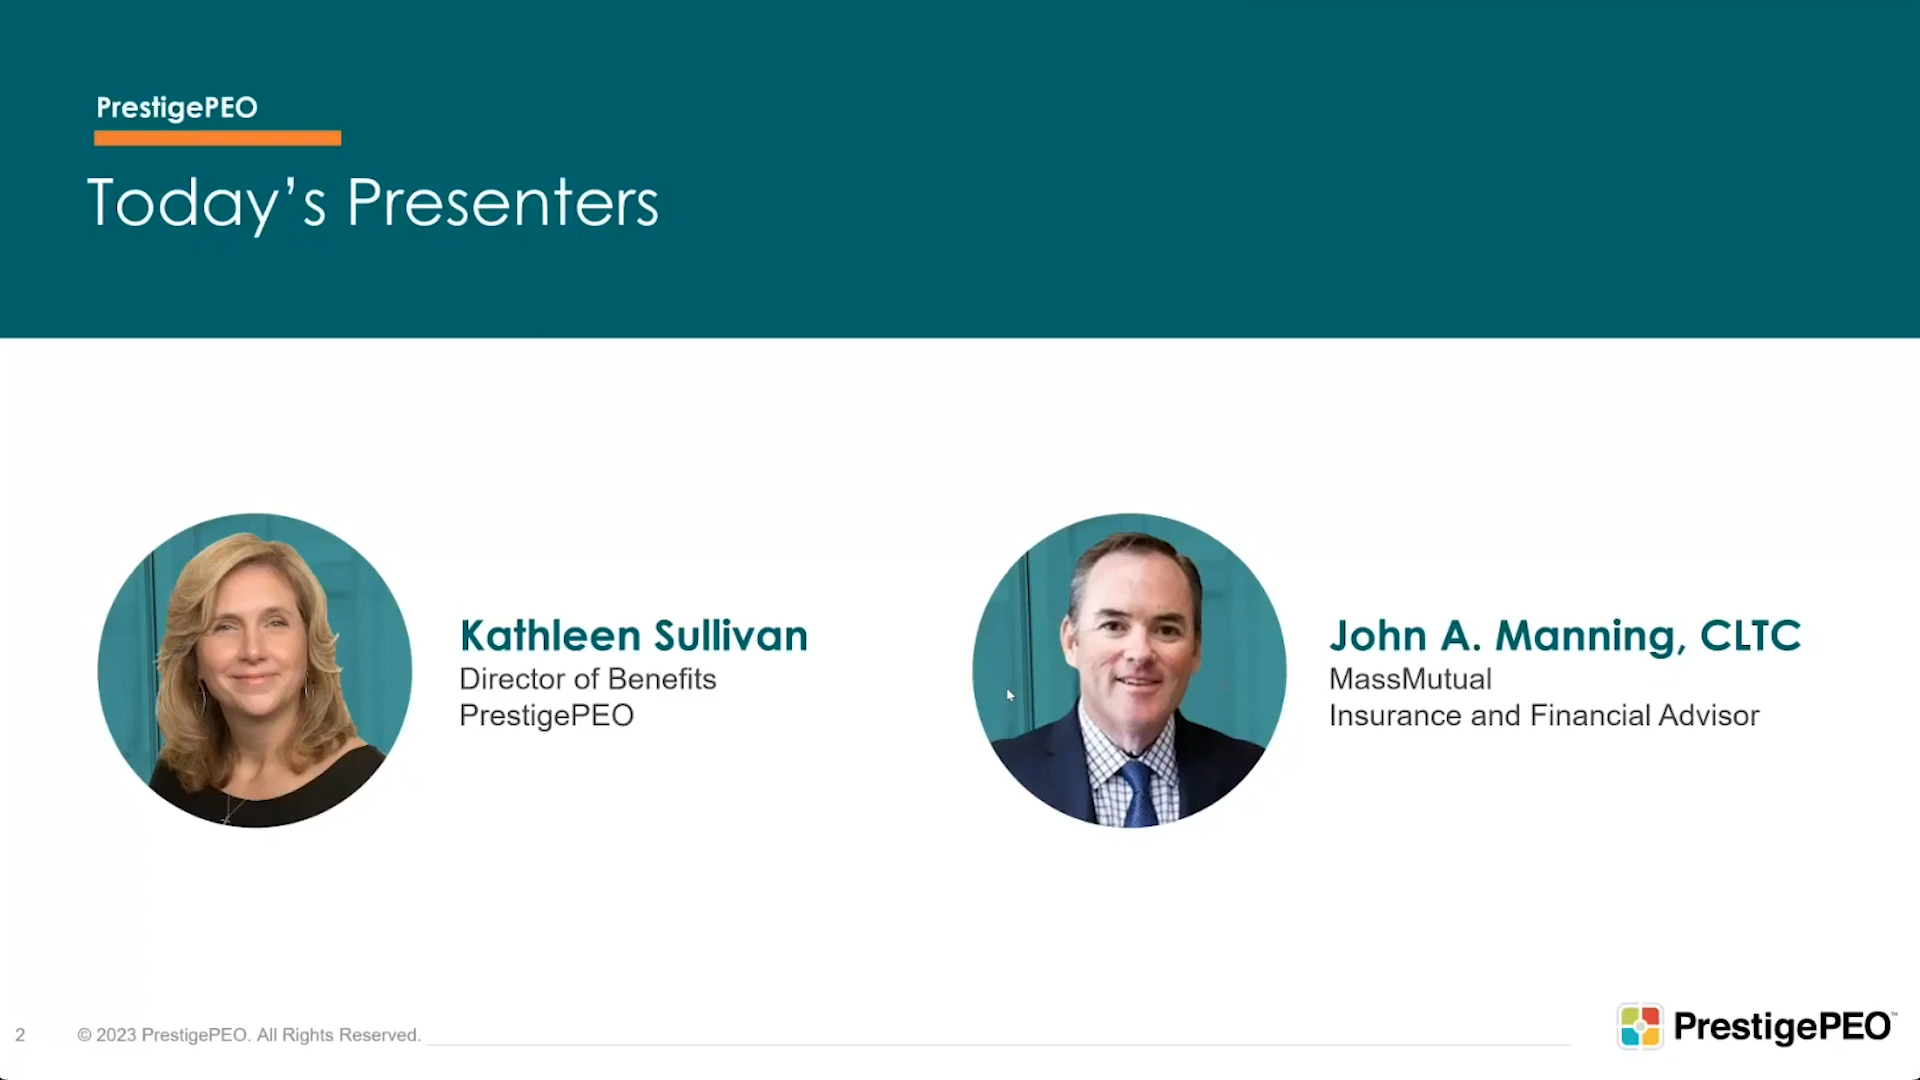 PrestigePEO
Today’s Presenters
Kathleen Sullivan
Director of Benefits
PrestigePEO
John A. Manning, CLTC
MassMutual
Insurance and Financial Advisor
2
© 2023 PrestigePEO. All Rights Reserved.
PrestigePEO™